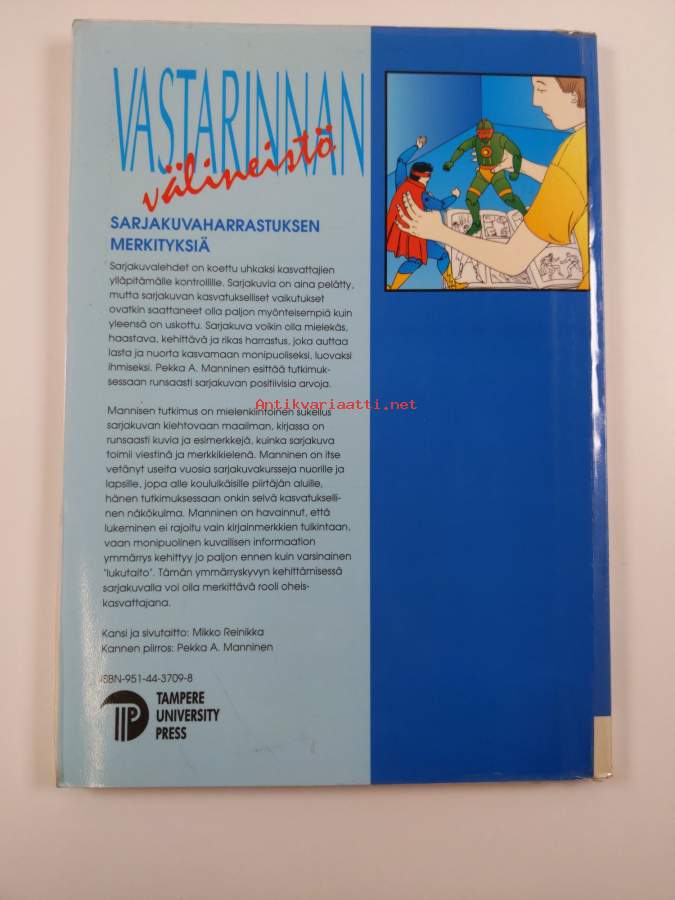 VASTARINNAN
välineistö
SARJAKUVAHARRASTUKSEN
MERKITYKSIÄ
Sarjakuvalehdet on koettu uhkaksi kasvattajien
ylläpitämälle kontrollille. Sarjakuvia on aina pelätty,
mutta sarjakuvan kasvatukselliset vaikutukset
ovatkin saattaneet olla paljon myönteisempiä kuin
yleensä on uskottu. Sarjakuva voikin olla mielekäs,
haastava, kehittävä ja rikas harrastus, joka auttaa
lasta ja nuorta kasvamaan monipuoliseksi, luovaksi
ihmiseksi. Pekka A. Manninen esittää tutkimuk-
sessaan runsaasti sarjakuvan positiivisia arvoja.
Antikvariaatti.net
Mannisen tutkimus on mielenkiintoinen sukellus
sarjakuvan kiehtovaan maailman, kirjassa on
runsaasti kuvia ja esimerkkejä, kuinka sarjakuva
toimii viestinä ja merkkikielenä. Manninen on itse
vetänyt useita vuosia sarjakuvakursseja nuorille ja
lapsille, jopa alle kouluikäisille piirtäjän aluille,
hänen tutkimuksessaan onkin selvä kasvatukselli-
nen näkökulma. Manninen on havainnut, että
lukeminen ei rajoitu vain kirjainmerkkien tulkintaan,
vaan monipuolinen kuvallisen informaation
ymmärrys kehittyy jo paljon ennen kuin varsinainen
"lukutaito". Tämän ymmärryskyvyn kehittämisessä
sarjakuvalla voi olla merkittävä rooli oheis-
kasvattajana.
Kansi ja sivutaitto: Mikko Reinikka
Kannen piirros: Pekka A. Manninen
ISBN-951-44-3709-8
TUP
TAMPERE
UNIVERSITY
PRESS